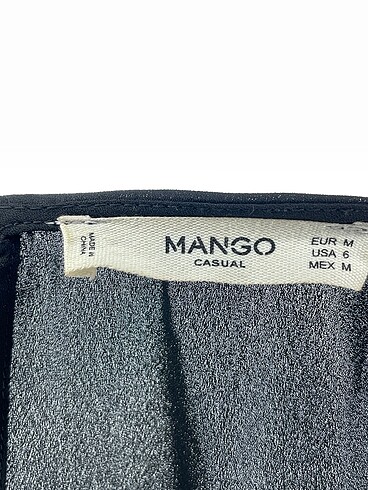 MADE IN
CHINA
MANGO
CASUAL
EUR M
USA 6
MEX M